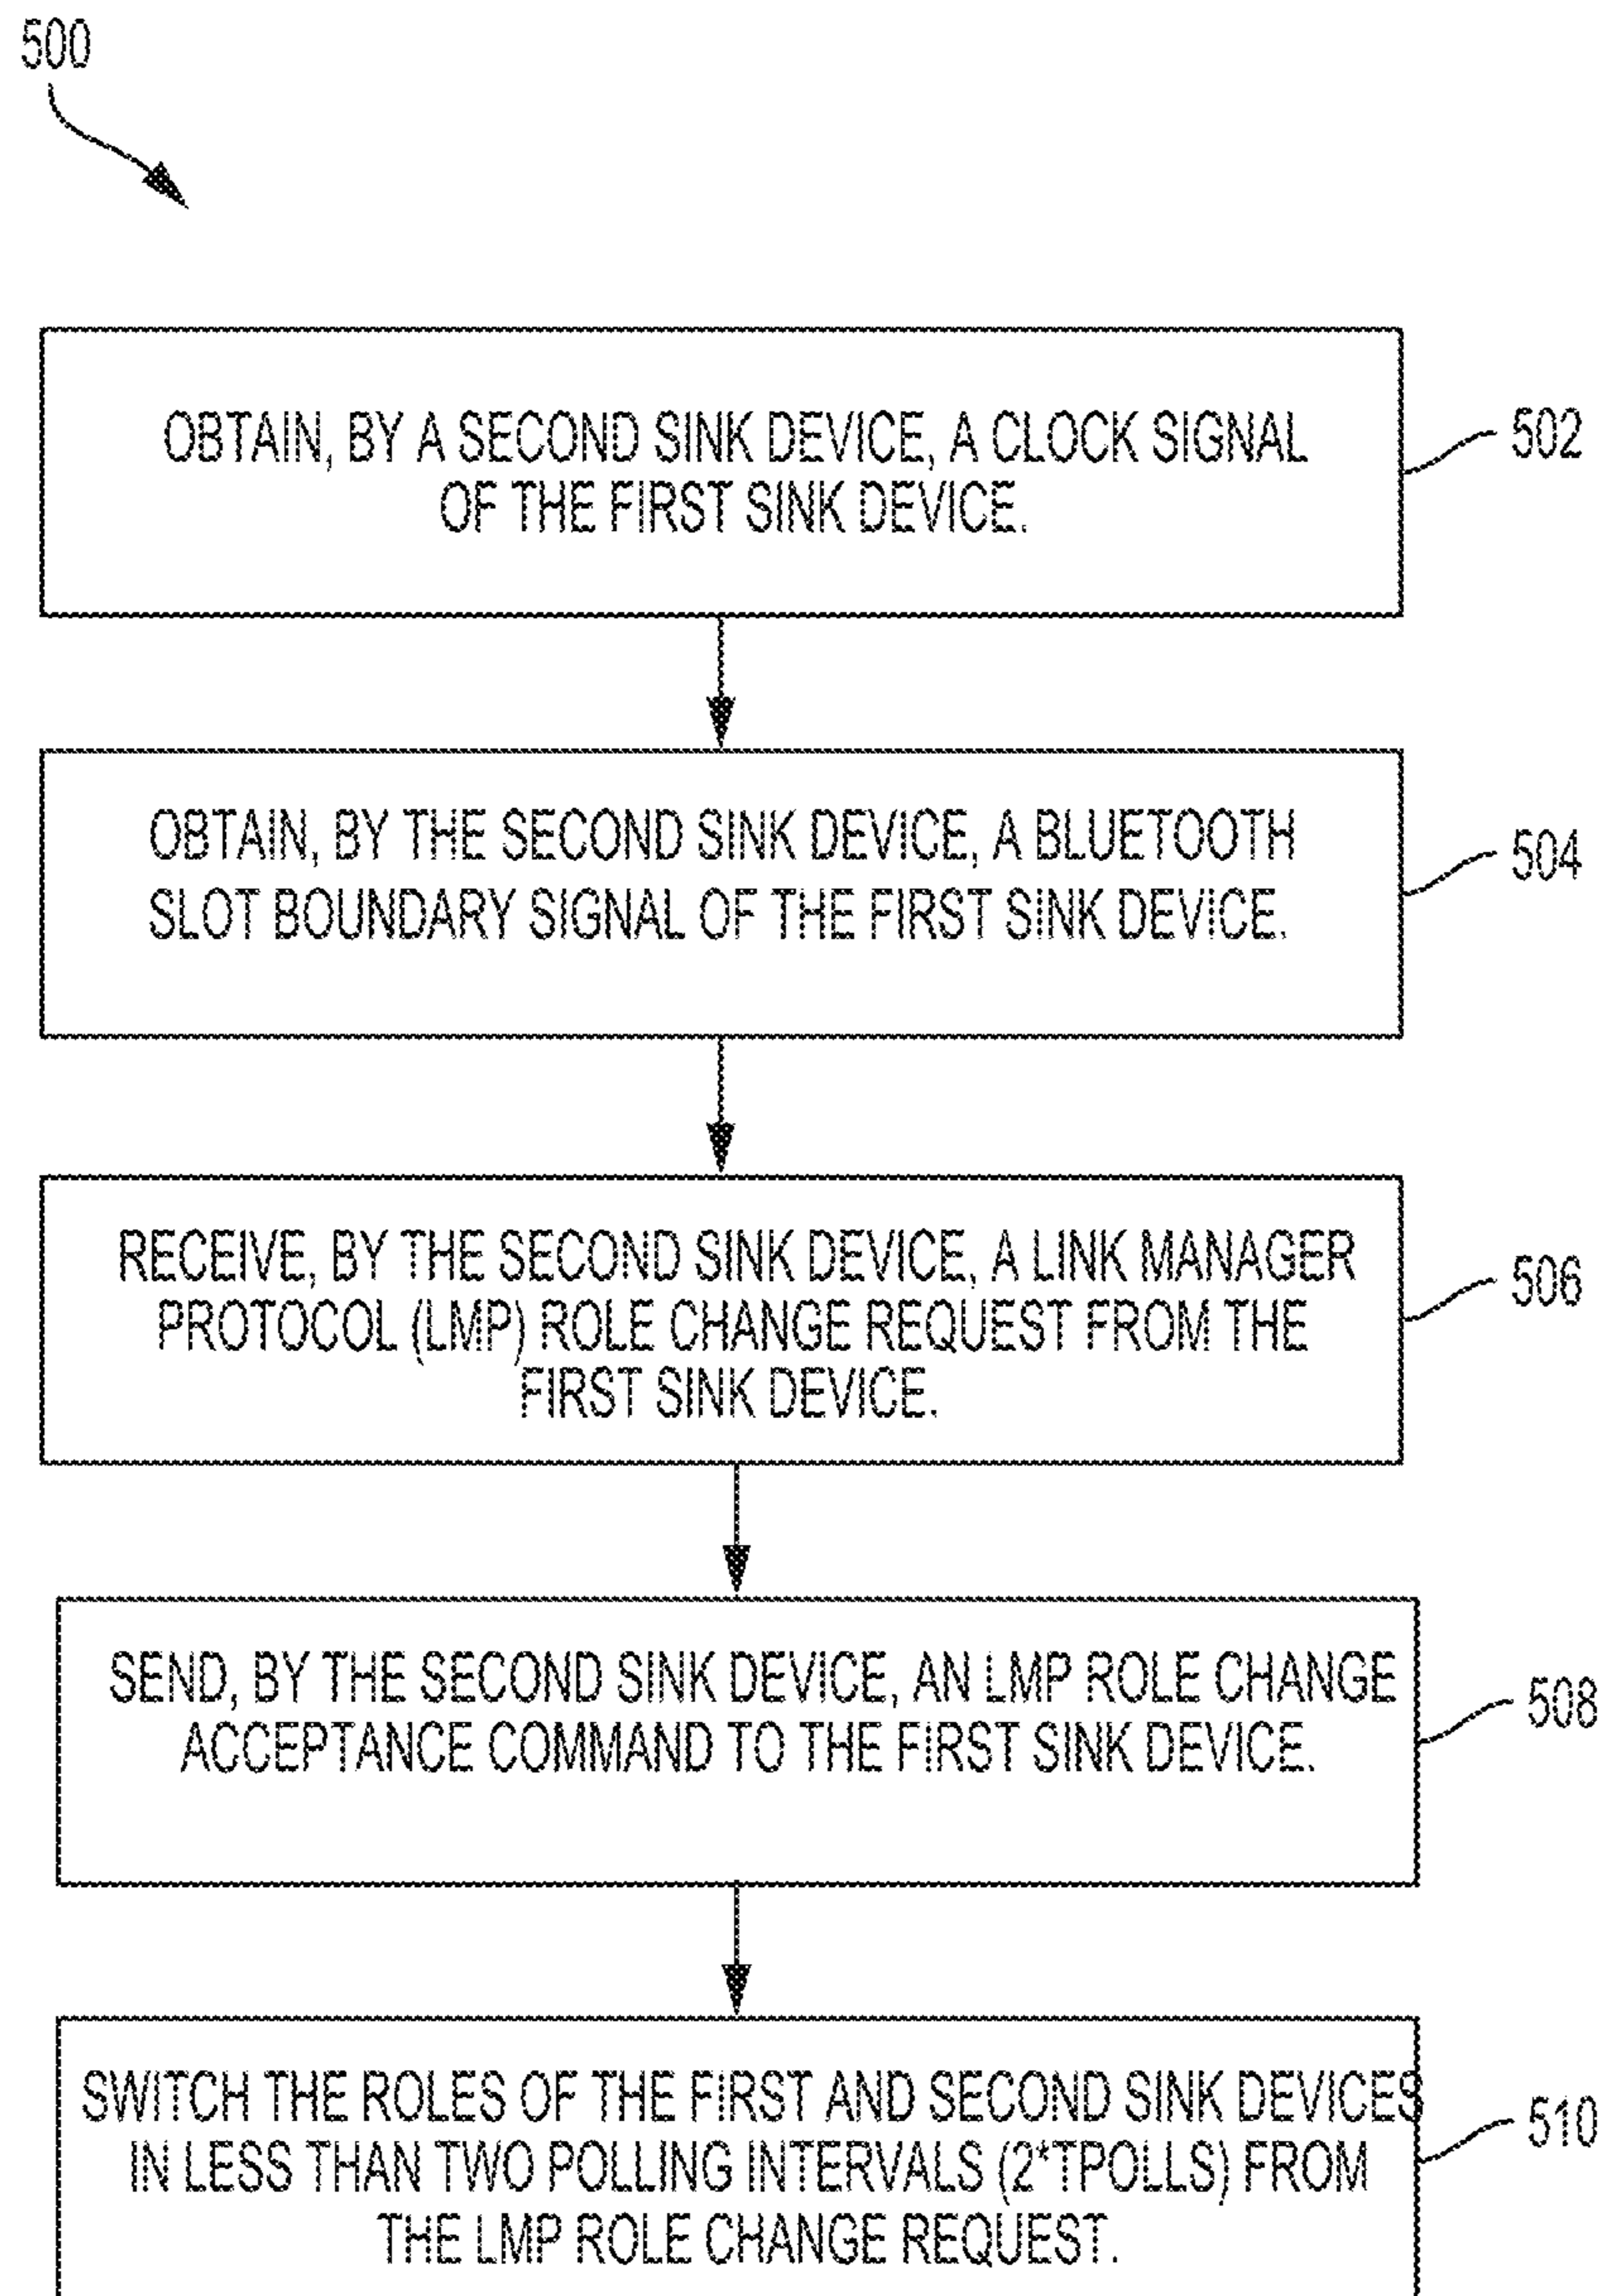 500
OBTAIN, BY A SECOND SINK DEVICE, A CLOCK SIGNAL
OF THE FIRST SINK DEVICE.
502
OBTAIN, BY THE SECOND SINK DEVICE, A BLUETOOTH
SLOT BOUNDARY SIGNAL OF THE FIRST SINK DEVICE.
504
RECEIVE, BY THE SECOND SINK DEVICE, A LINK MANAGER
PROTOCOL (LMP) ROLE CHANGE REQUEST FROM THE
FIRST SINK DEVICE.
506
SEND, BY THE SECOND SINK DEVICE, AN LMP ROLE CHANGE
ACCEPTANCE COMMAND TO THE FIRST SINK DEVICE.
508
SWITCH THE ROLES OF THE FIRST AND SECOND SINK DEVICES
IN LESS THAN TWO POLLING INTERVALS (2*TPOLLS) FROM
THE LMP ROLE CHANGE REQUEST.
510